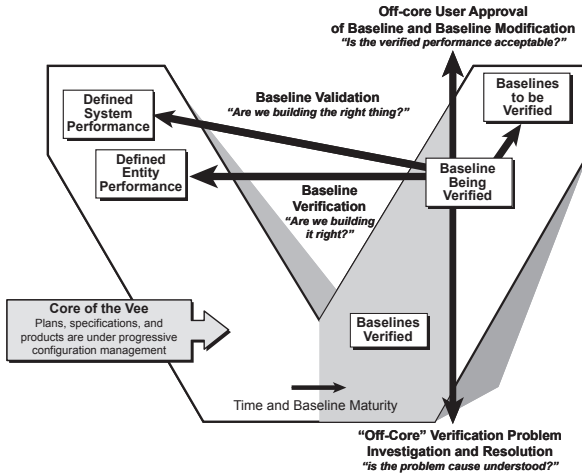 Off-core User Approval
of Baseline and Baseline Modification
"Is the verified performance acceptable?"
Defined
System
Performance
Baseline Validation
"Are we building the right thing?"
Baselines
to be
Verified
Defined
Entity
Performance
Baseline
Verification
"Are we building
it right?"
Baseline
Being
Verified
Core of the Vee
Plans, specifications, and
products are under progressive
configuration management
Baselines
Verified
Time and Baseline Maturity
"Off-Core" Verification Problem
Investigation and Resolution
"is the problem cause understood?"